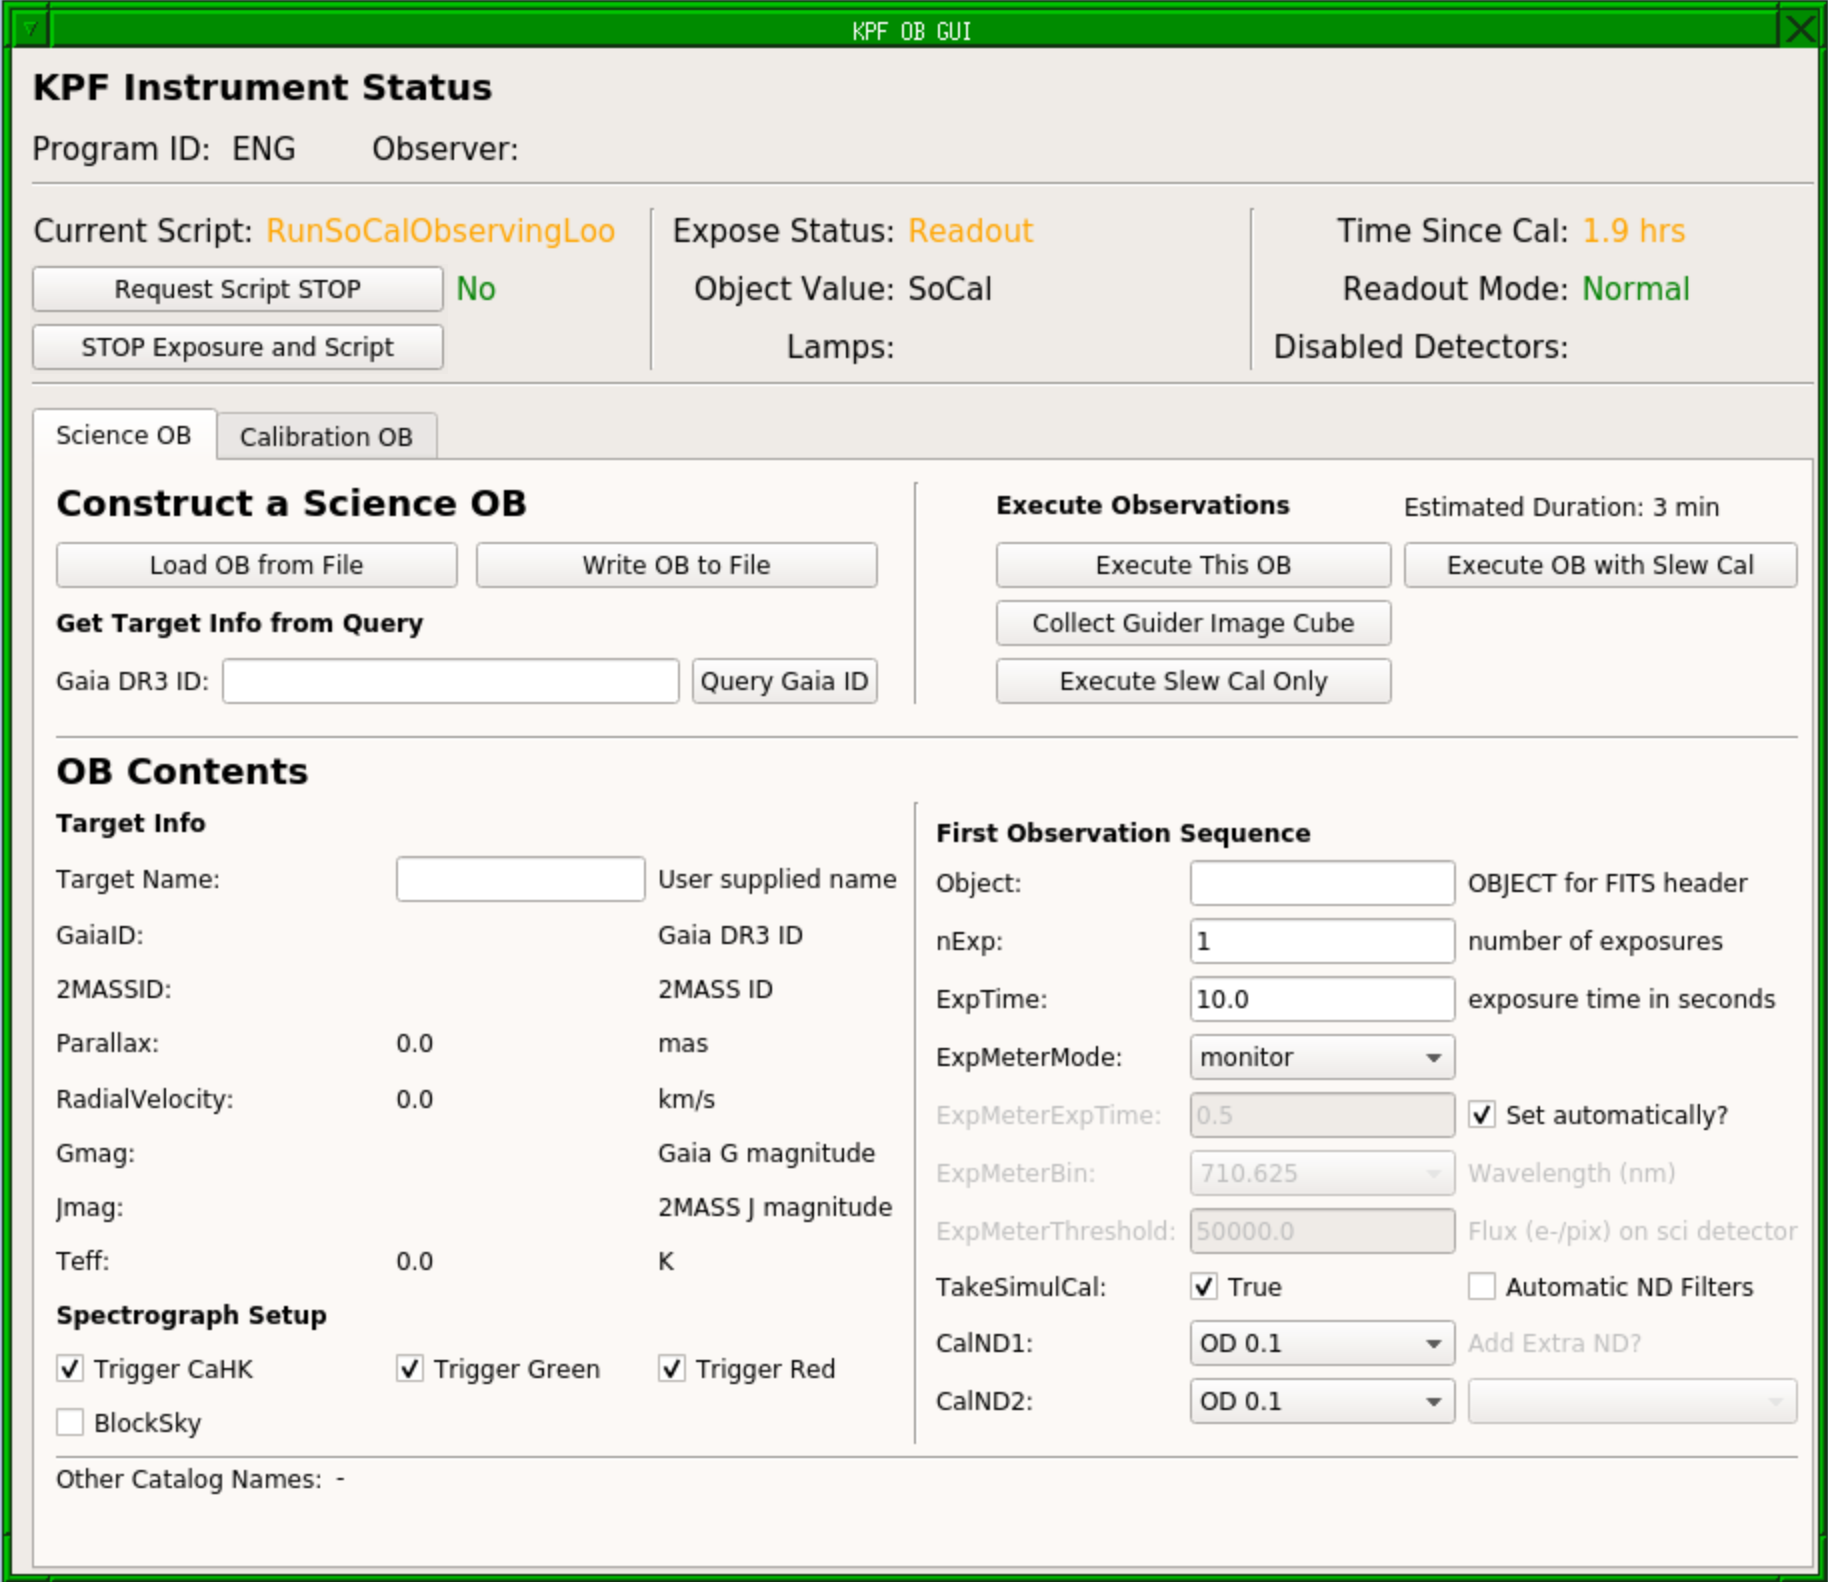 KPF OB GUI
KPF Instrument Status
Program ID: ENG Observer:
Current Script: RunSoCalObservingLoo Expose Status: Readout Time Since Cal: 1.9 hrs
Request Script STOP No Object Value: SoCal Readout Mode: Normal
STOP Exposure and Script Lamps: Disabled Detectors:
Science OB Calibration OB
Construct a Science OB
Load OB from File Write OB to File
Get Target Info from Query
Gaia DR3 ID: Query Gaia ID
Execute Observations Estimated Duration: 3 min
Execute This OB Execute OB with Slew Cal
Collect Guider Image Cube
Execute Slew Cal Only
OB Contents
Target Info
Target Name: User supplied name
GaiaID: Gaia DR3 ID
2MASSID: 2MASS ID
Parallax: 0.0 mas
RadialVelocity: 0.0 km/s
Gmag: Gaia G magnitude
Jmag: 2MASS J magnitude
Teff: 0.0 K
Spectrograph Setup
Trigger CaHK Trigger Green Trigger Red
BlockSky
First Observation Sequence
Object: OBJECT for FITS header
nExp: 1 number of exposures
ExpTime: 10.0 exposure time in seconds
ExpMeterMode: monitor
ExpMeterExpTime: 0.5 Set automatically?
ExpMeterBin: 710.625 Wavelength (nm)
ExpMeterThreshold: 50000.0 Flux (e-/pix) on sci detector
TakeSimulCal: True Automatic ND Filters
CalND1: OD 0.1 Add Extra ND?
CalND2: OD 0.1
Other Catalog Names: -